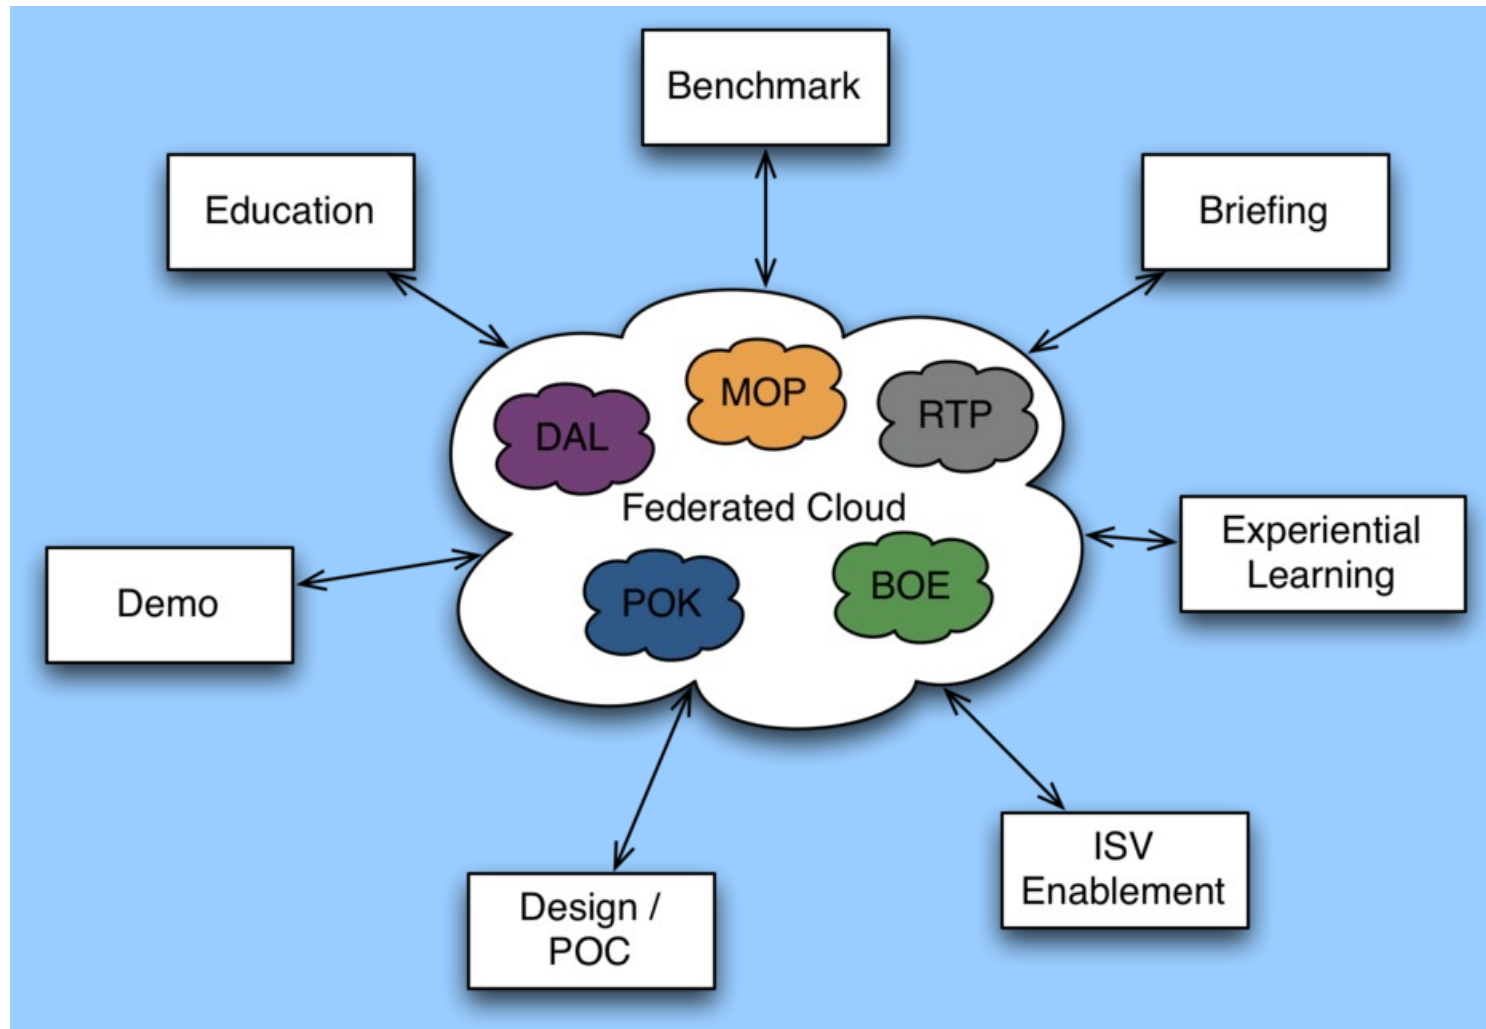 Benchmark
Education
Briefing
MOP
RTP
DAL
Federated Cloud
Experiential
Learning
BOE
POK
Demo
ISV
Enablement
Design /
POC